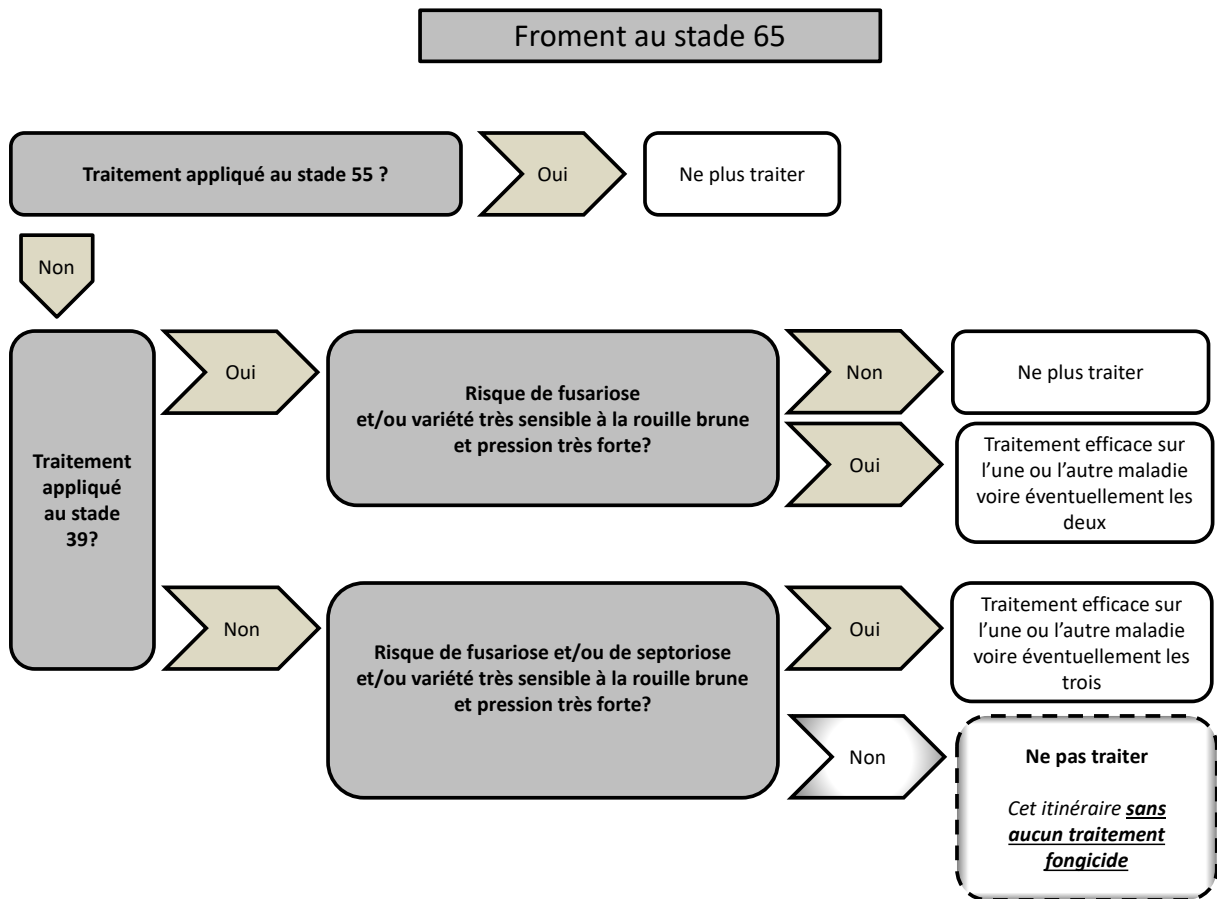 Froment au stade 65
Traitement appliqué au stade 55 ?
Oui
Ne plus traiter
Non
Traitement
appliqué
au stade
39?
Oui
Risque de fusariose
et/ou variété très sensible à la rouille brune
et pression très forte?
Non
Ne plus traiter
Oui
Traitement efficace sur
l’une ou l’autre maladie
voire éventuellement les
deux
Non
Risque de fusariose et/ou de septoriose
et/ou variété très sensible à la rouille brune
et pression très forte?
Oui
Traitement efficace sur
l’une ou l’autre maladie
voire éventuellement les
trois
Non
Ne pas traiter
Cet itinéraire sans
aucun traitement
fongicide